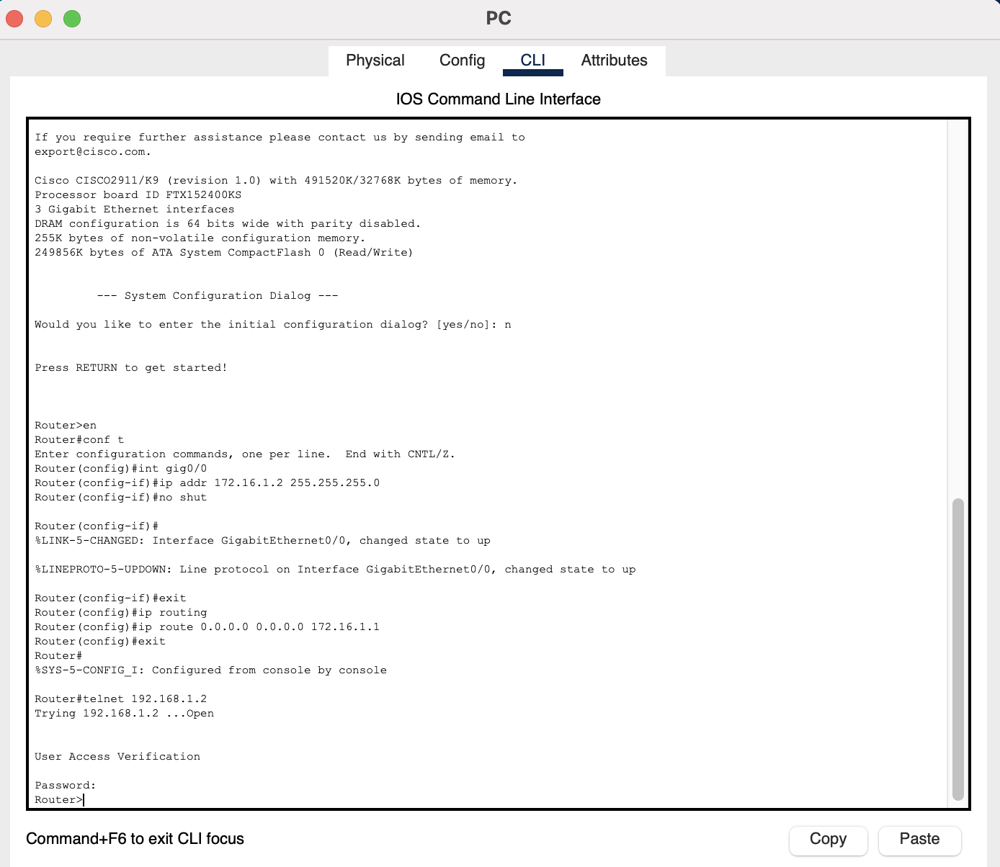 PC
Physical Config CLI Attributes
IOS Command Line Interface
If you require further assistance please contact us by sending email to
export@cisco.com.
Cisco CISCO2911/K9 (revision 1.0) with 491520K/32768K bytes of memory.
Processor board ID FTX152400KS
3 Gigabit Ethernet interfaces
DRAM configuration is 64 bits wide with parity disabled.
255K bytes of non-volatile configuration memory.
249856K bytes of ATA System CompactFlash 0 (Read/Write)
--- System Configuration Dialog ---
Would you like to enter the initial configuration dialog? [yes/no]: n
Press RETURN to get started!
Router>en
Router#conf t
Enter configuration commands, one per line.  End with CNTL/Z.
Router(config)#int gig0/0
Router(config-if)#ip addr 172.16.1.2 255.255.255.0
Router(config-if)#no shut
Router(config-if)#
%LINK-5-CHANGED: Interface GigabitEthernet0/0, changed state to up
%LINEPROTO-5-UPDOWN: Line protocol on Interface GigabitEthernet0/0, changed state to up
Router(config-if)#exit
Router(config)#ip routing
Router(config)#ip route 0.0.0.0 0.0.0.0 172.16.1.1
Router(config)#exit
Router#
%SYS-5-CONFIG_I: Configured from console by console
Router#telnet 192.168.1.2
Trying 192.168.1.2 ...Open
User Access Verification
Password:
Router>
Command+F6 to exit CLI focus
Copy Paste